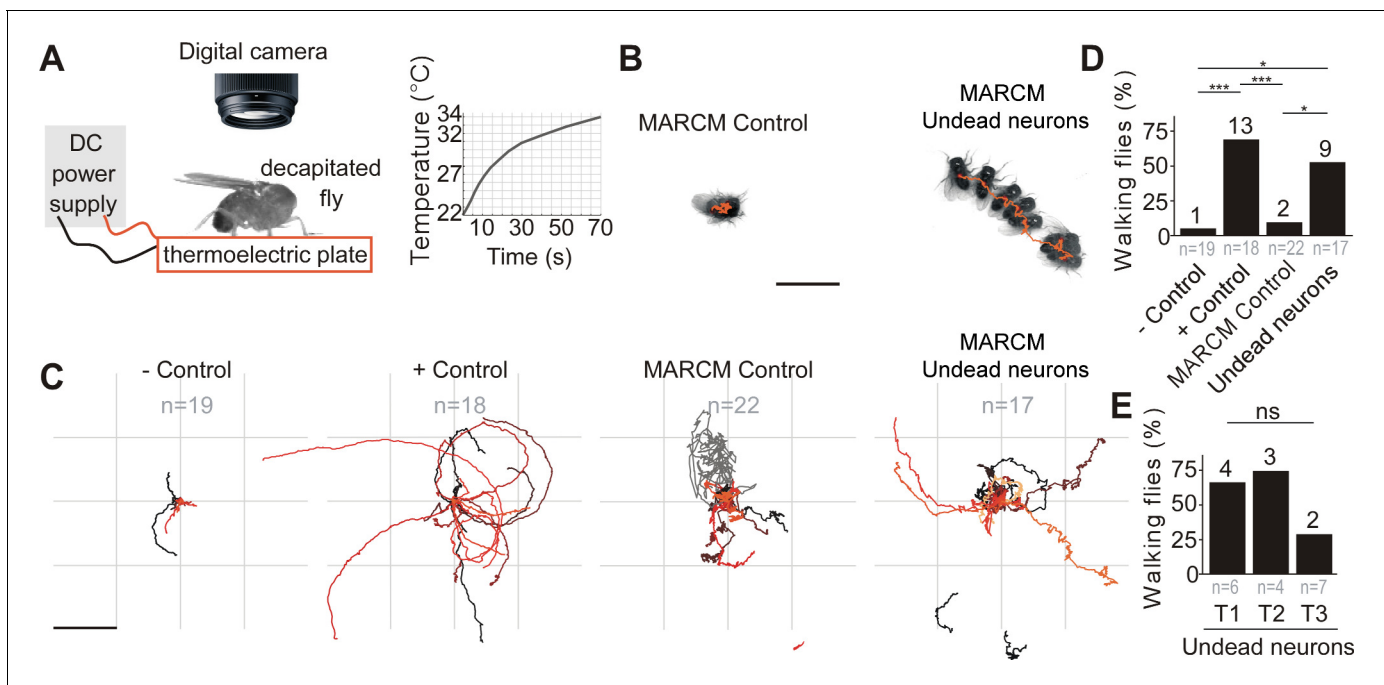 A
Digital camera
DC
power
supply
decapitated
fly
thermoelectric plate
Temperature (°C)
34
32
27
22
10
30
50
70
Time (s)
B
MARCM Control
MARCM
Undead neurons
D
Walking flies (%)
75
50
25
0
*
***
***
*
1
13
2
9
n=19
n=18
n=22
n=17
- Control
+ Control
MARCM Control
Undead neurons
C
- Control
n=19
+ Control
n=18
MARCM Control
n=22
MARCM
Undead neurons
n=17
E
Walking flies (%)
75
50
25
0
ns
4
3
2
n=6
n=4
n=7
T1
T2
T3
Undead neurons